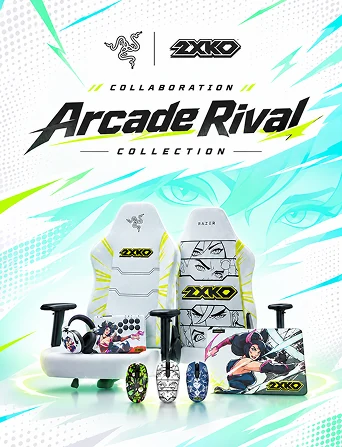 2XKO
COLLABORATION
Arcade Rival
COLLECTION
RAZER
2XKO
2XKO
2XKO